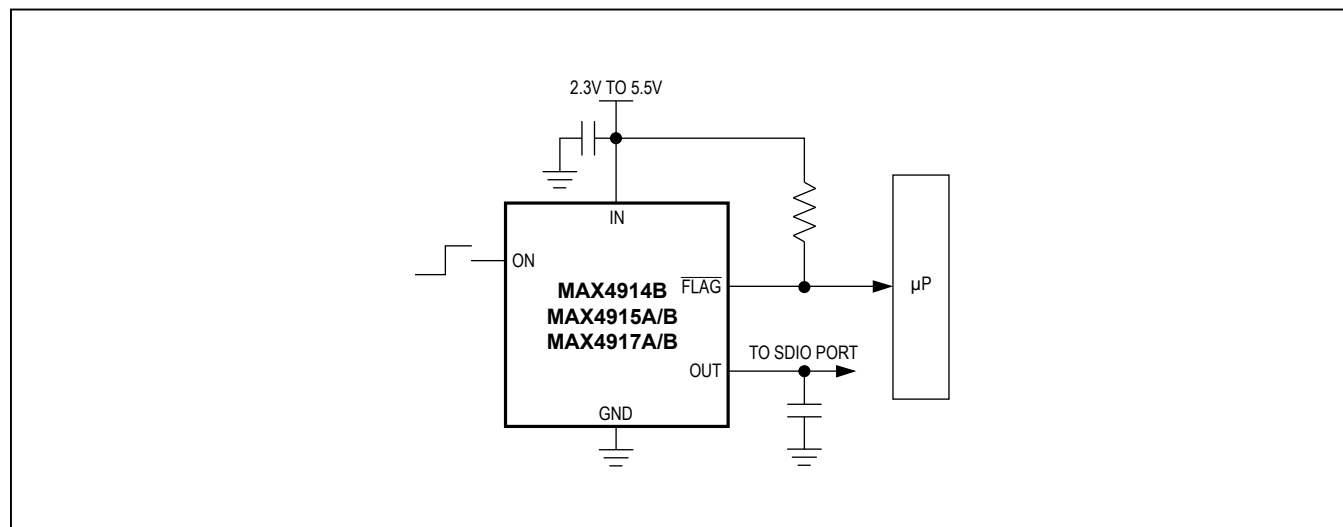 2.3V TO 5.5V
IN
ON
MAX4914B
MAX4915A/B
MAX4917A/B
FLAG
µP
TO SDIO PORT
OUT
GND